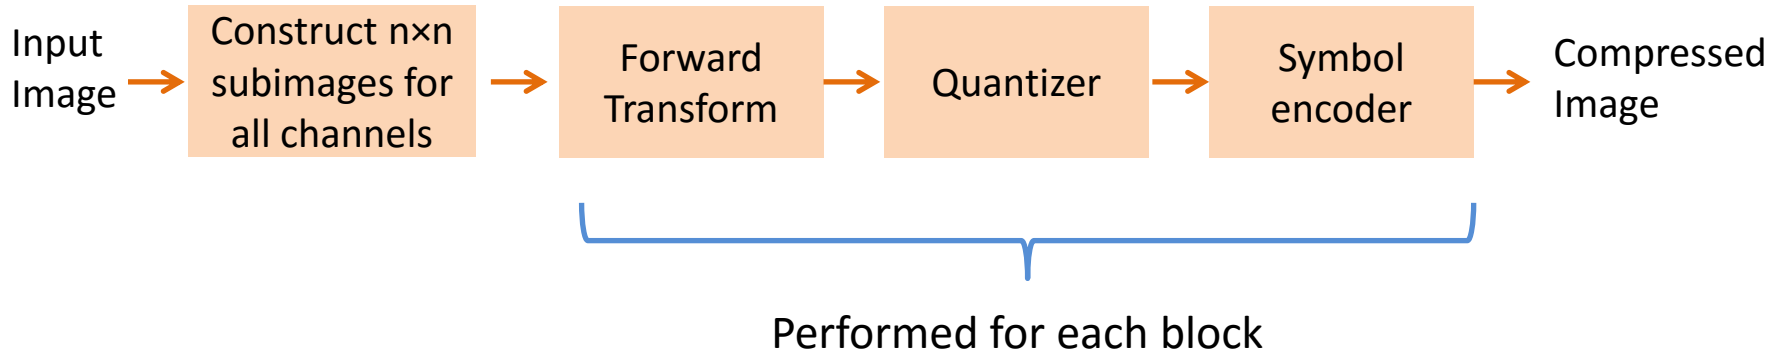 Input
Image
Construct n×n
subimages for
all channels
Forward
Transform
Quantizer
Symbol
encoder
Compressed
Image
Performed for each block